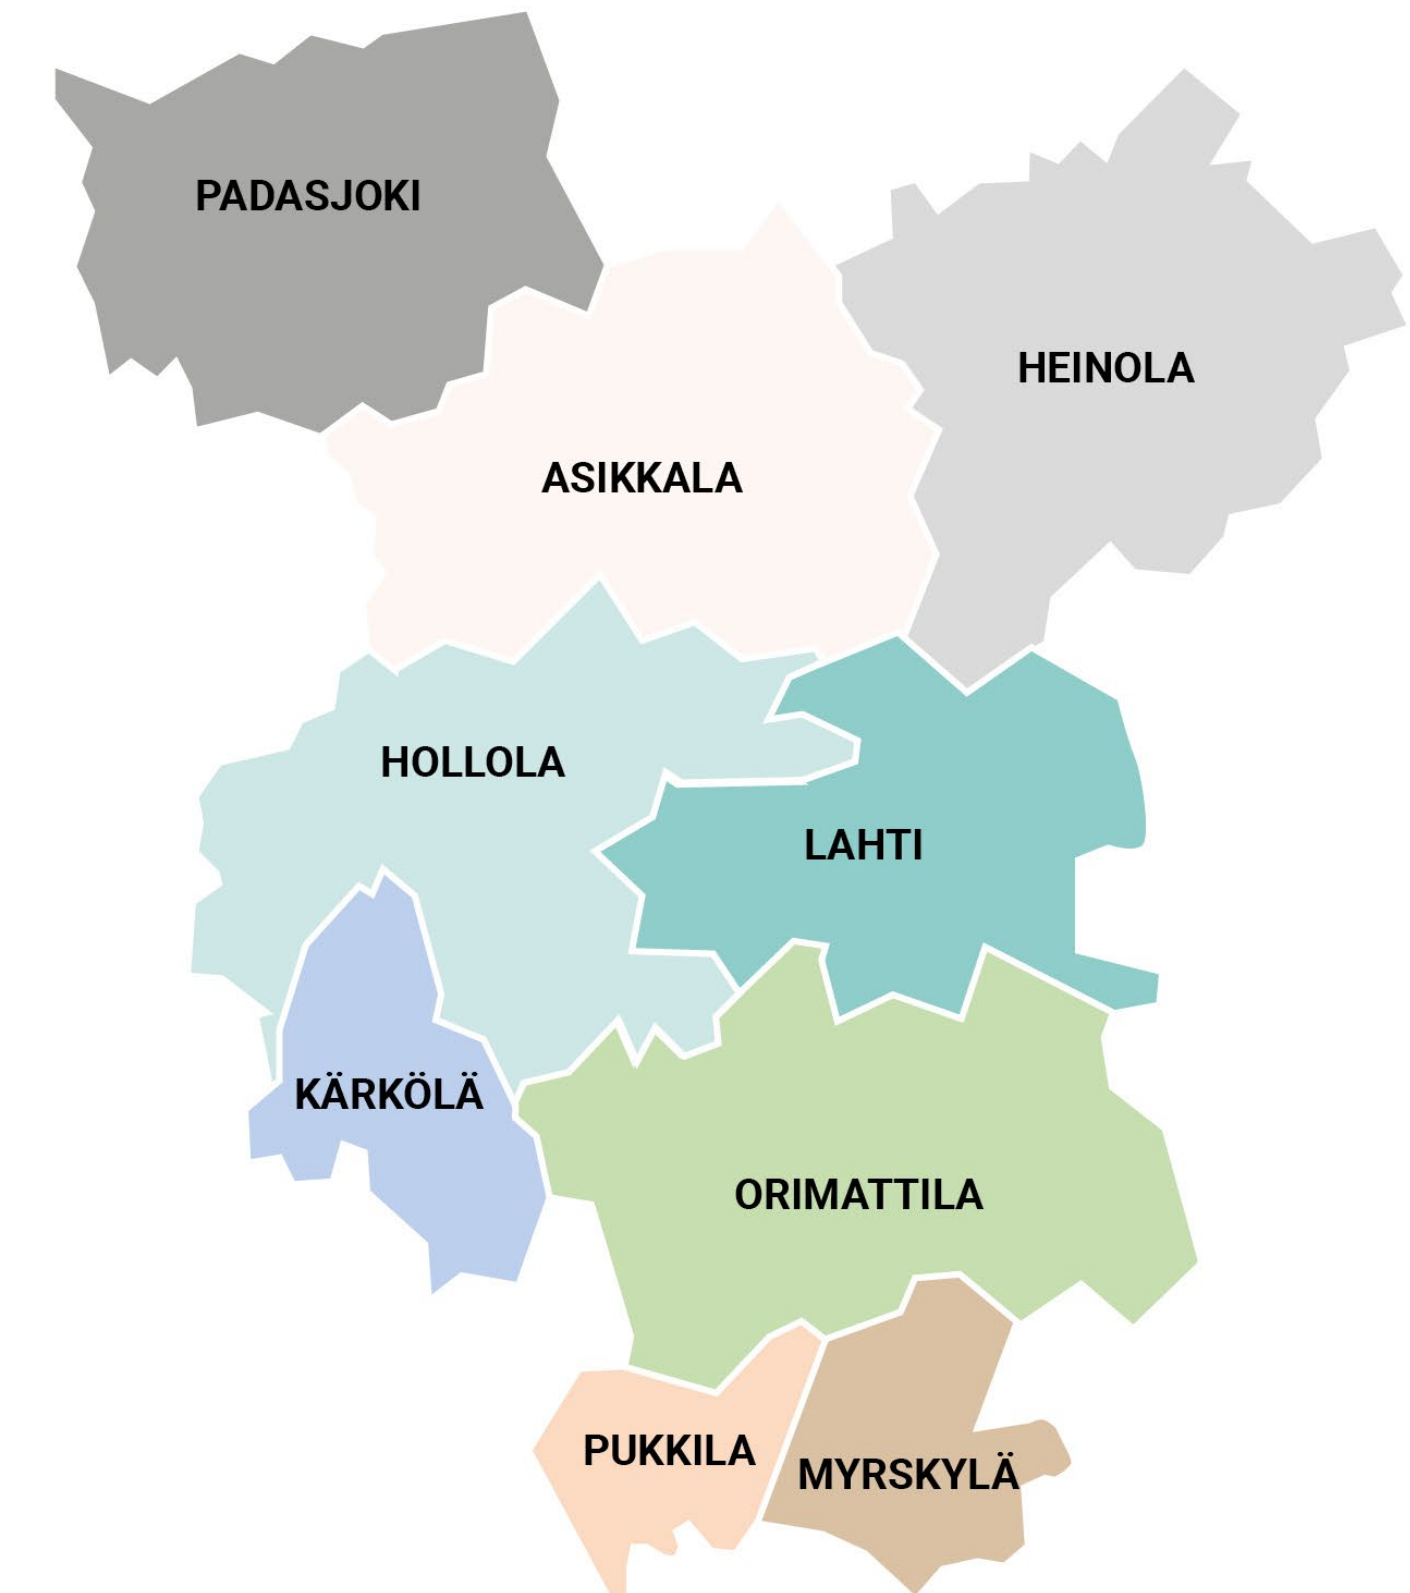 PADASJOKI
HEINOLA
ASIKKALA
HOLLOLA
LAHTI
KÄRKÖLÄ
ORIMATTILA
PUKKILA
MYRSKYLÄ